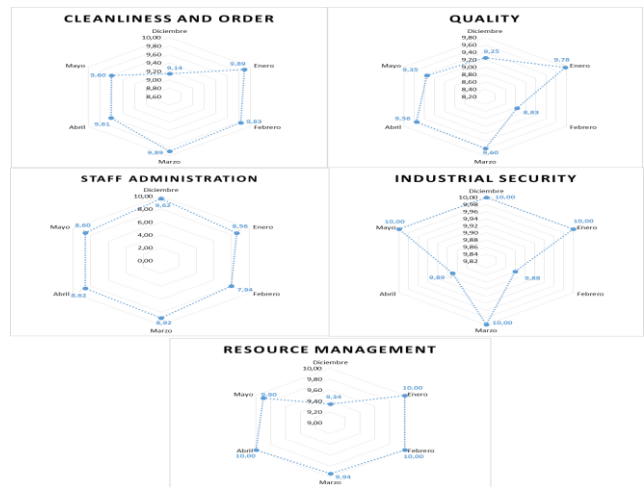 CLEANLINESS AND ORDER
Diciembre
10,00
9,80
9,60
9,40
9,20
9,00
8,80
8,60
9,14
Enero
9,89
Febrero
9,83
Marzo
9,89
Abril
9,61
Mayo
9,60
QUALITY
Diciembre
9,80
9,60
9,40
9,20
9,00
8,80
8,60
8,40
8,20
9,25
Enero
9,78
Febrero
8,83
Marzo
9,60
Abril
9,56
Mayo
9,35
STAFF ADMINISTRATION
Diciembre
10,00
8,00
6,00
4,00
2,00
0,00
9,62
Enero
8,56
Febrero
7,94
Marzo
8,92
Abril
8,62
Mayo
8,60
INDUSTRIAL SECURITY
Diciembre
10,00
9,98
9,96
9,94
9,92
9,90
9,88
9,86
9,84
9,82
10,00
Enero
10,00
Febrero
9,88
Marzo
10,00
Abril
9,89
Mayo
10,00
RESOURCE MANAGEMENT
Diciembre
10,00
9,80
9,60
9,40
9,20
9,00
9,34
Enero
10,00
Febrero
10,00
Marzo
9,94
Abril
10,00
Mayo
9,90